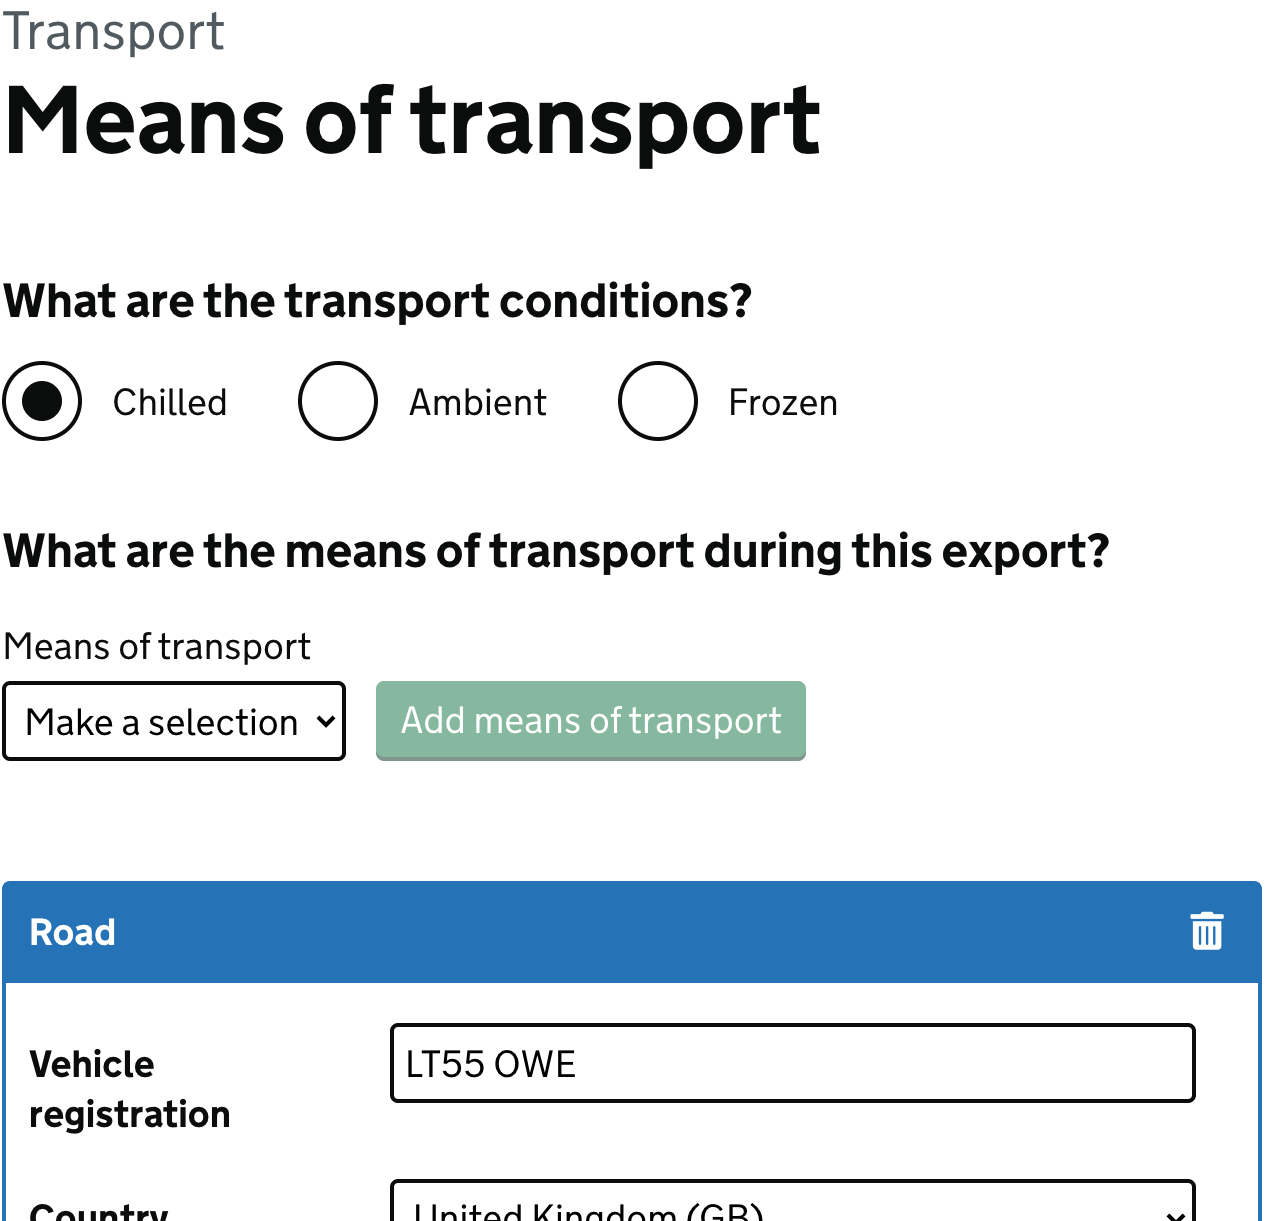 Transport
Means of transport
What are the transport conditions?
Chilled Ambient Frozen
What are the means of transport during this export?
Means of transport
Make a selection Add means of transport
Road
Vehicle LT55 OWE
registration
Country United Kingdom (GB)